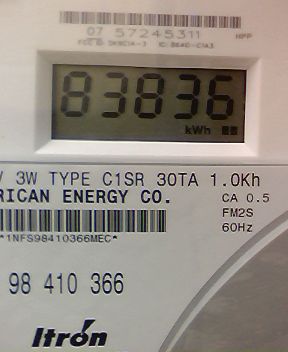 07 57245311
83836
kWh
3W TYPE C1SR 30TA 1.0Kh
RICAN ENERGY CO. CA 0.5
FM2S
*1NFS98410366MEC* 60Hz
98 410 366
Itrón